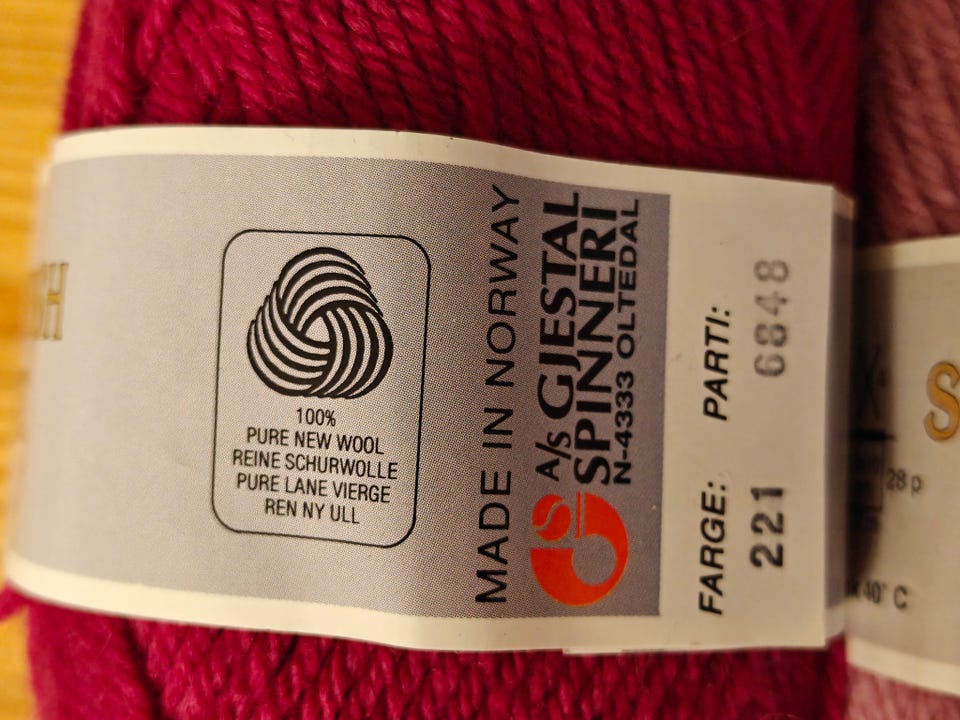 100%
PURE NEW WOOL
REINE SCHURWOLLE
PURE LANE VIERGE
REN NY ULL
MADE IN NORWAY
A/s GJESTAL
SPINNERI
N-4333 OLTEDAL
FARGE: PARTI:
221 6848
28 p
40° C
S